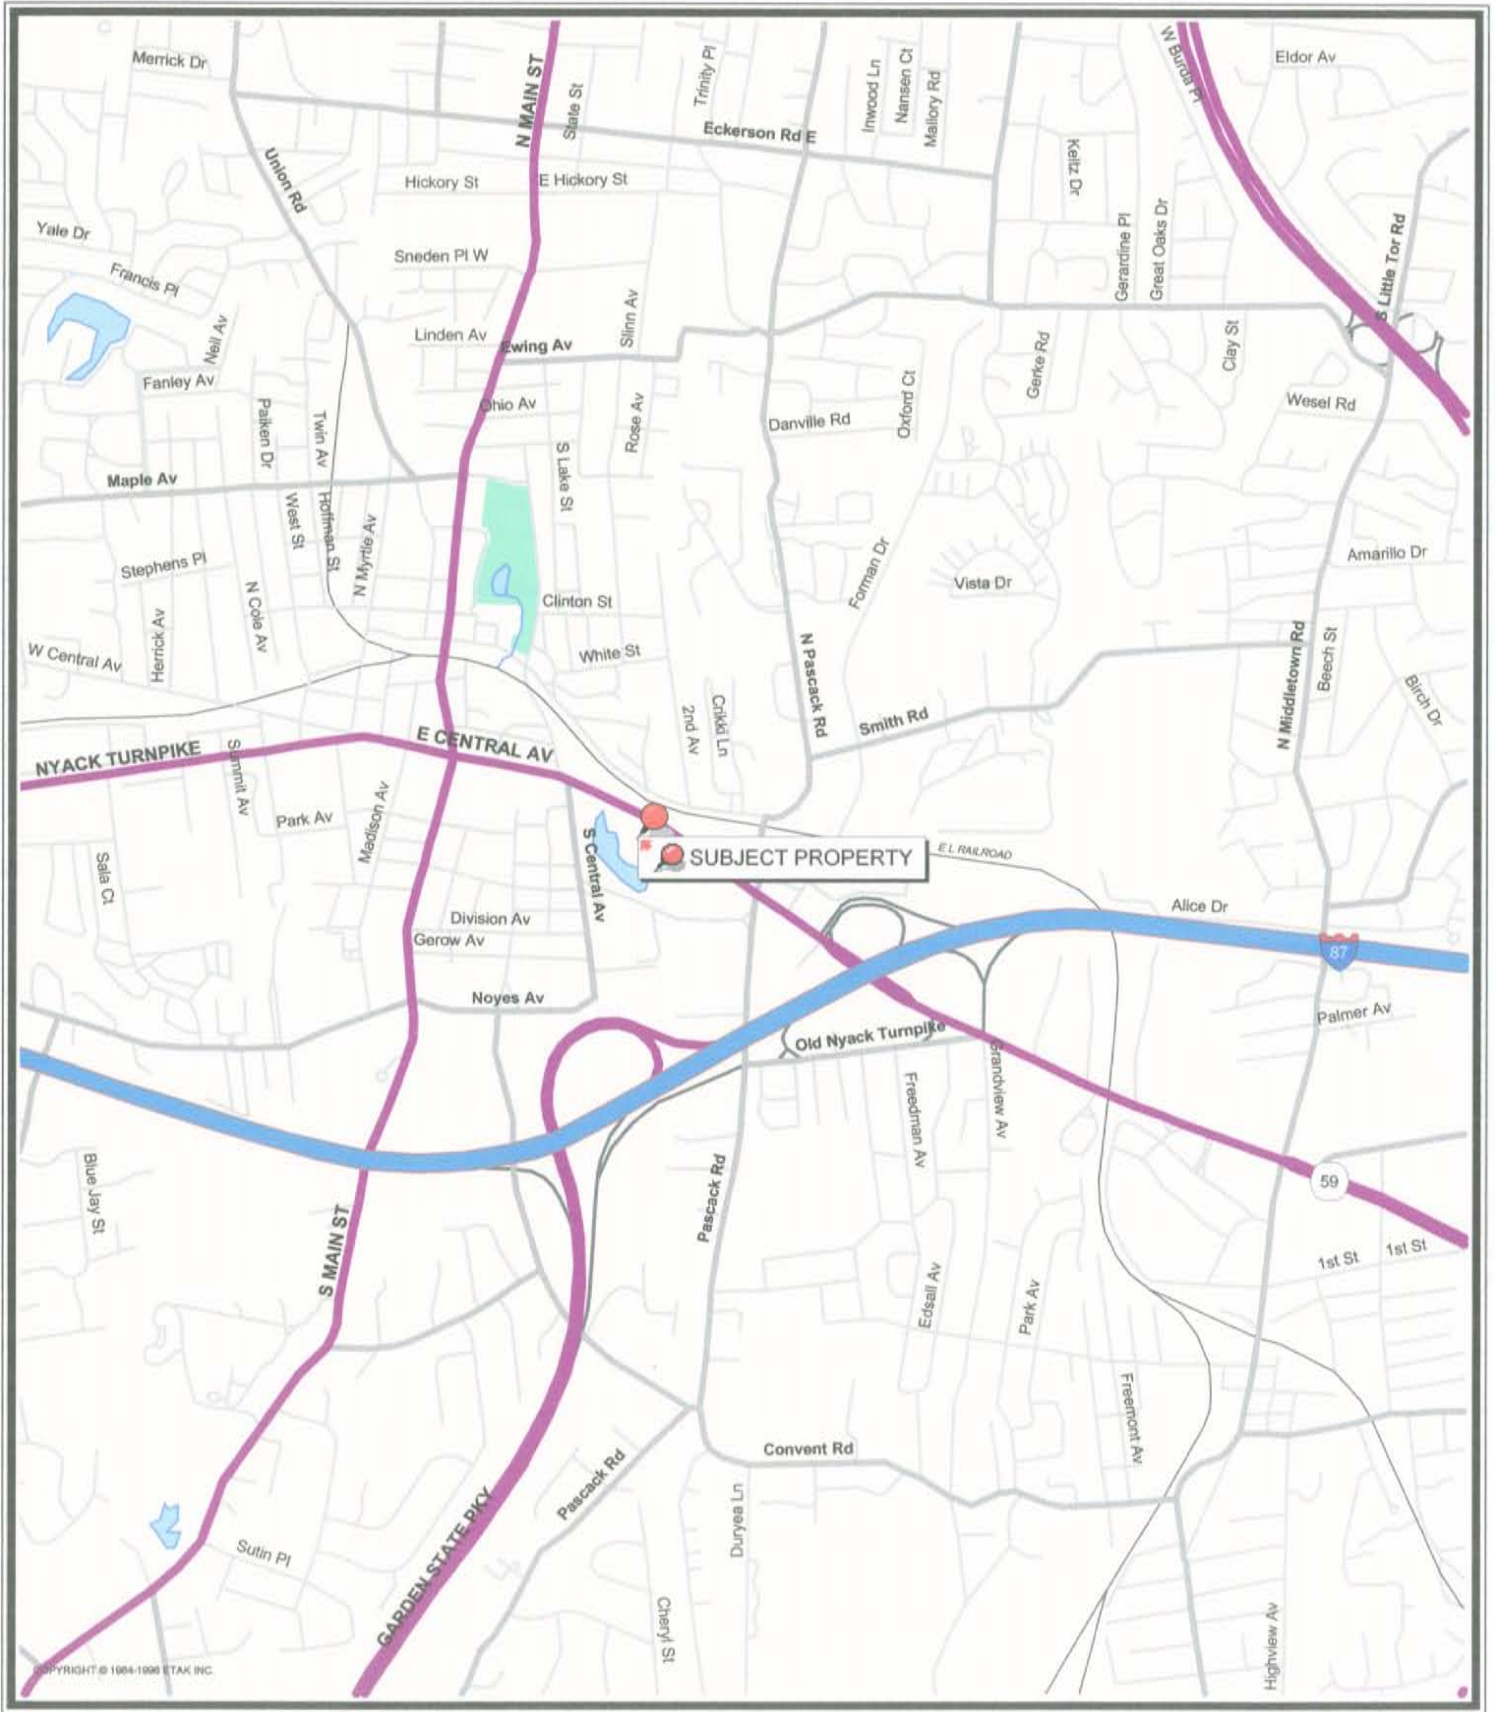 Merrick Dr
N MAIN ST
State St
Trinity Pl
Inwood Ln
Nansen Ct
Mallory Rd
W Burda Pl
Eldor Av
Eckerson Rd E
Union Rd
Hickory St
E Hickory St
Keitz Dr
Yale Dr
Francis Pl
Sneden Pl W
Gerardine Pl
Great Oaks Dr
S Little Tor Rd
Neil Av
Linden Av
Ewing Av
Slinn Av
Gerke Rd
Clay St
Fanley Av
Paiken Dr
Twin Av
Ohio Av
Rose Av
Danville Rd
Oxford Ct
Wesel Rd
Maple Av
West St
Hoffman St
N Myrtle Av
S Lake St
Stephens Pl
Forman Dr
Vista Dr
Amarillo Dr
Herrick Av
N Cole Av
Clinton St
W Central Av
White St
N Pascack Rd
N Middletown Rd
Beech St
Birch Dr
2nd Av
Crikki Ln
Smith Rd
NYACK TURNPIKE
E CENTRAL AV
Summit Av
Park Av
Madison Av
S Central Av
SUBJECT PROPERTY
E L RAILROAD
Sala Ct
Division Av
Gerow Av
Alice Dr
87
Noyes Av
Old Nyack Turnpike
Palmer Av
Freedman Av
Grandview Av
Blue Jay St
Pascack Rd
59
S MAIN ST
1st St
1st St
Edsall Av
Park Av
Freemont Av
Convent Rd
Pascack Rd
Duryea Ln
GARDEN STATE PKY
Sutin Pl
Cheryl St
Highview Av
COPYRIGHT © 1984-1996 ETAK INC.